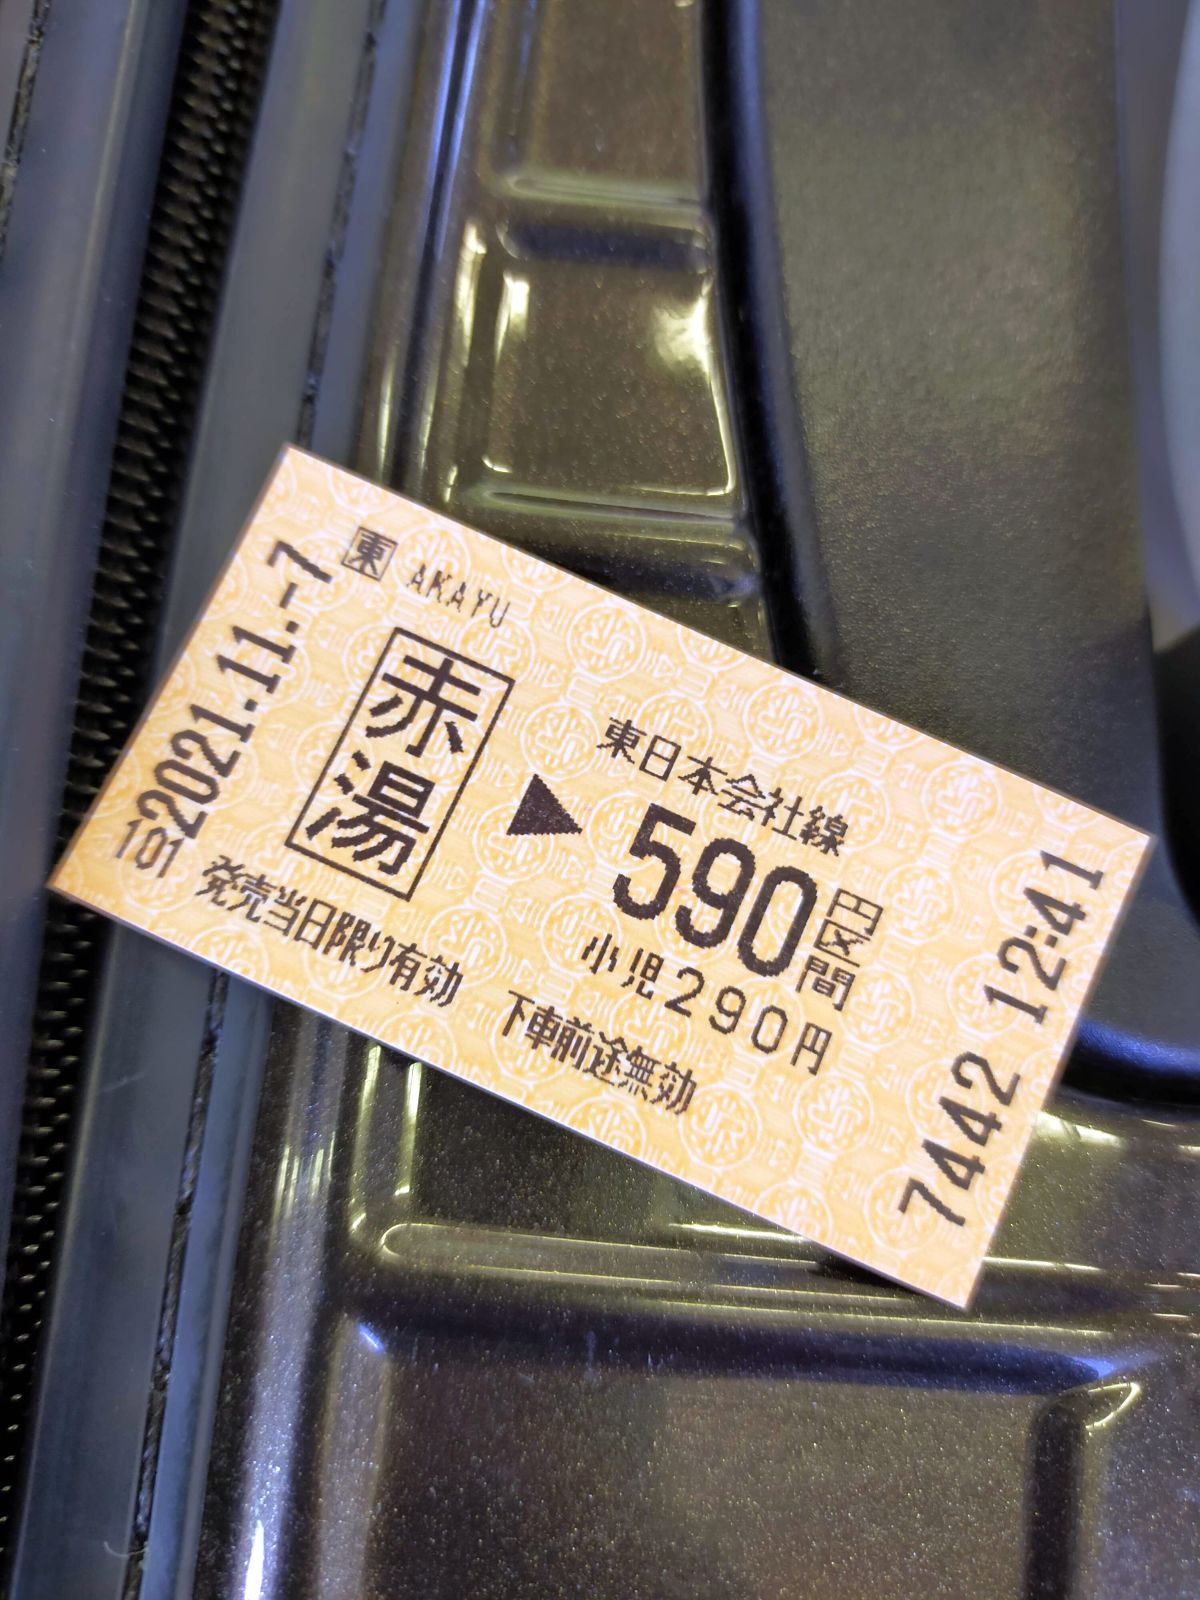 東 AKAYU
赤湯
▶
東日本会社線
590円区間
小児290円
発売当日限り有効 下車前途無効
2021.11.-7
101
7442 12:41